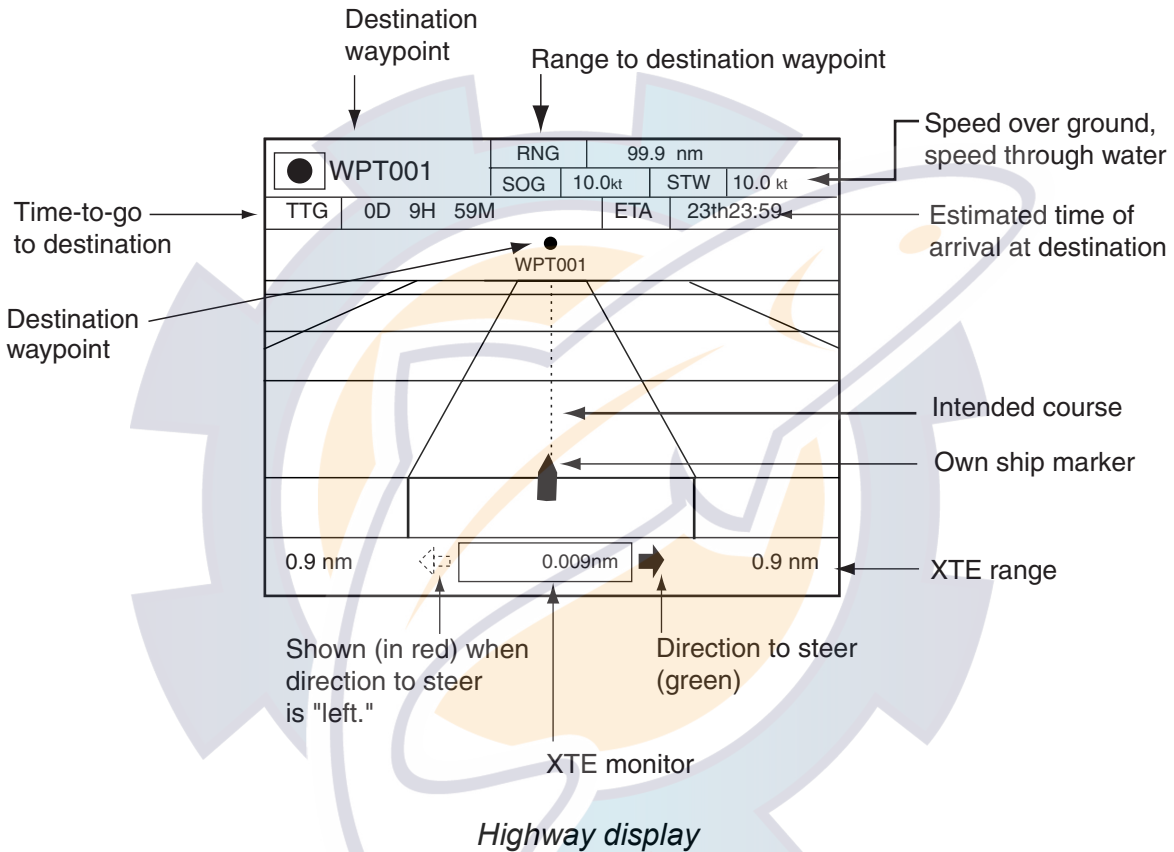 Destination
waypoint
Range to destination waypoint
Speed over ground,
speed through water
WPT001
RNG 99.9 nm
SOG 10.0kt STW 10.0 kt
Time-to-go
to destination
TTG 0D 9H 59M ETA 23th23:59
Estimated time of
arrival at destination
WPT001
Destination
waypoint
Intended course
Own ship marker
0.9 nm 0.009nm 0.9 nm
XTE range
Shown (in red) when
direction to steer
is "left."
Direction to steer
(green)
XTE monitor
Highway display